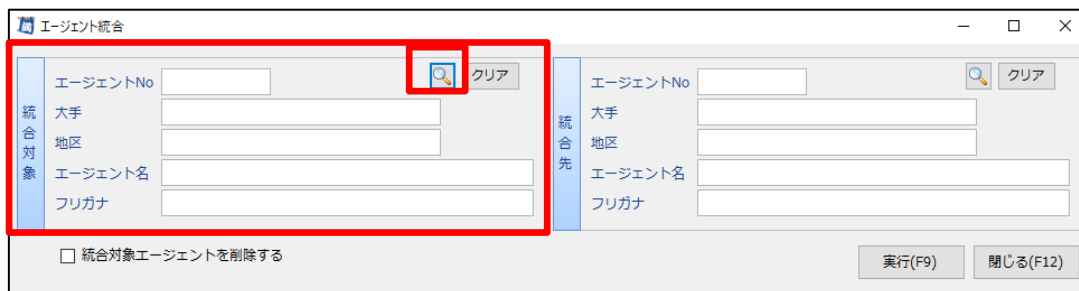 エージェント統合
統合対象
エージェントNo
クリア
大手
地区
エージェント名
フリガナ
統合先
エージェントNo
クリア
大手
地区
エージェント名
フリガナ
統合対象エージェントを削除する
実行(F9)
閉じる(F12)